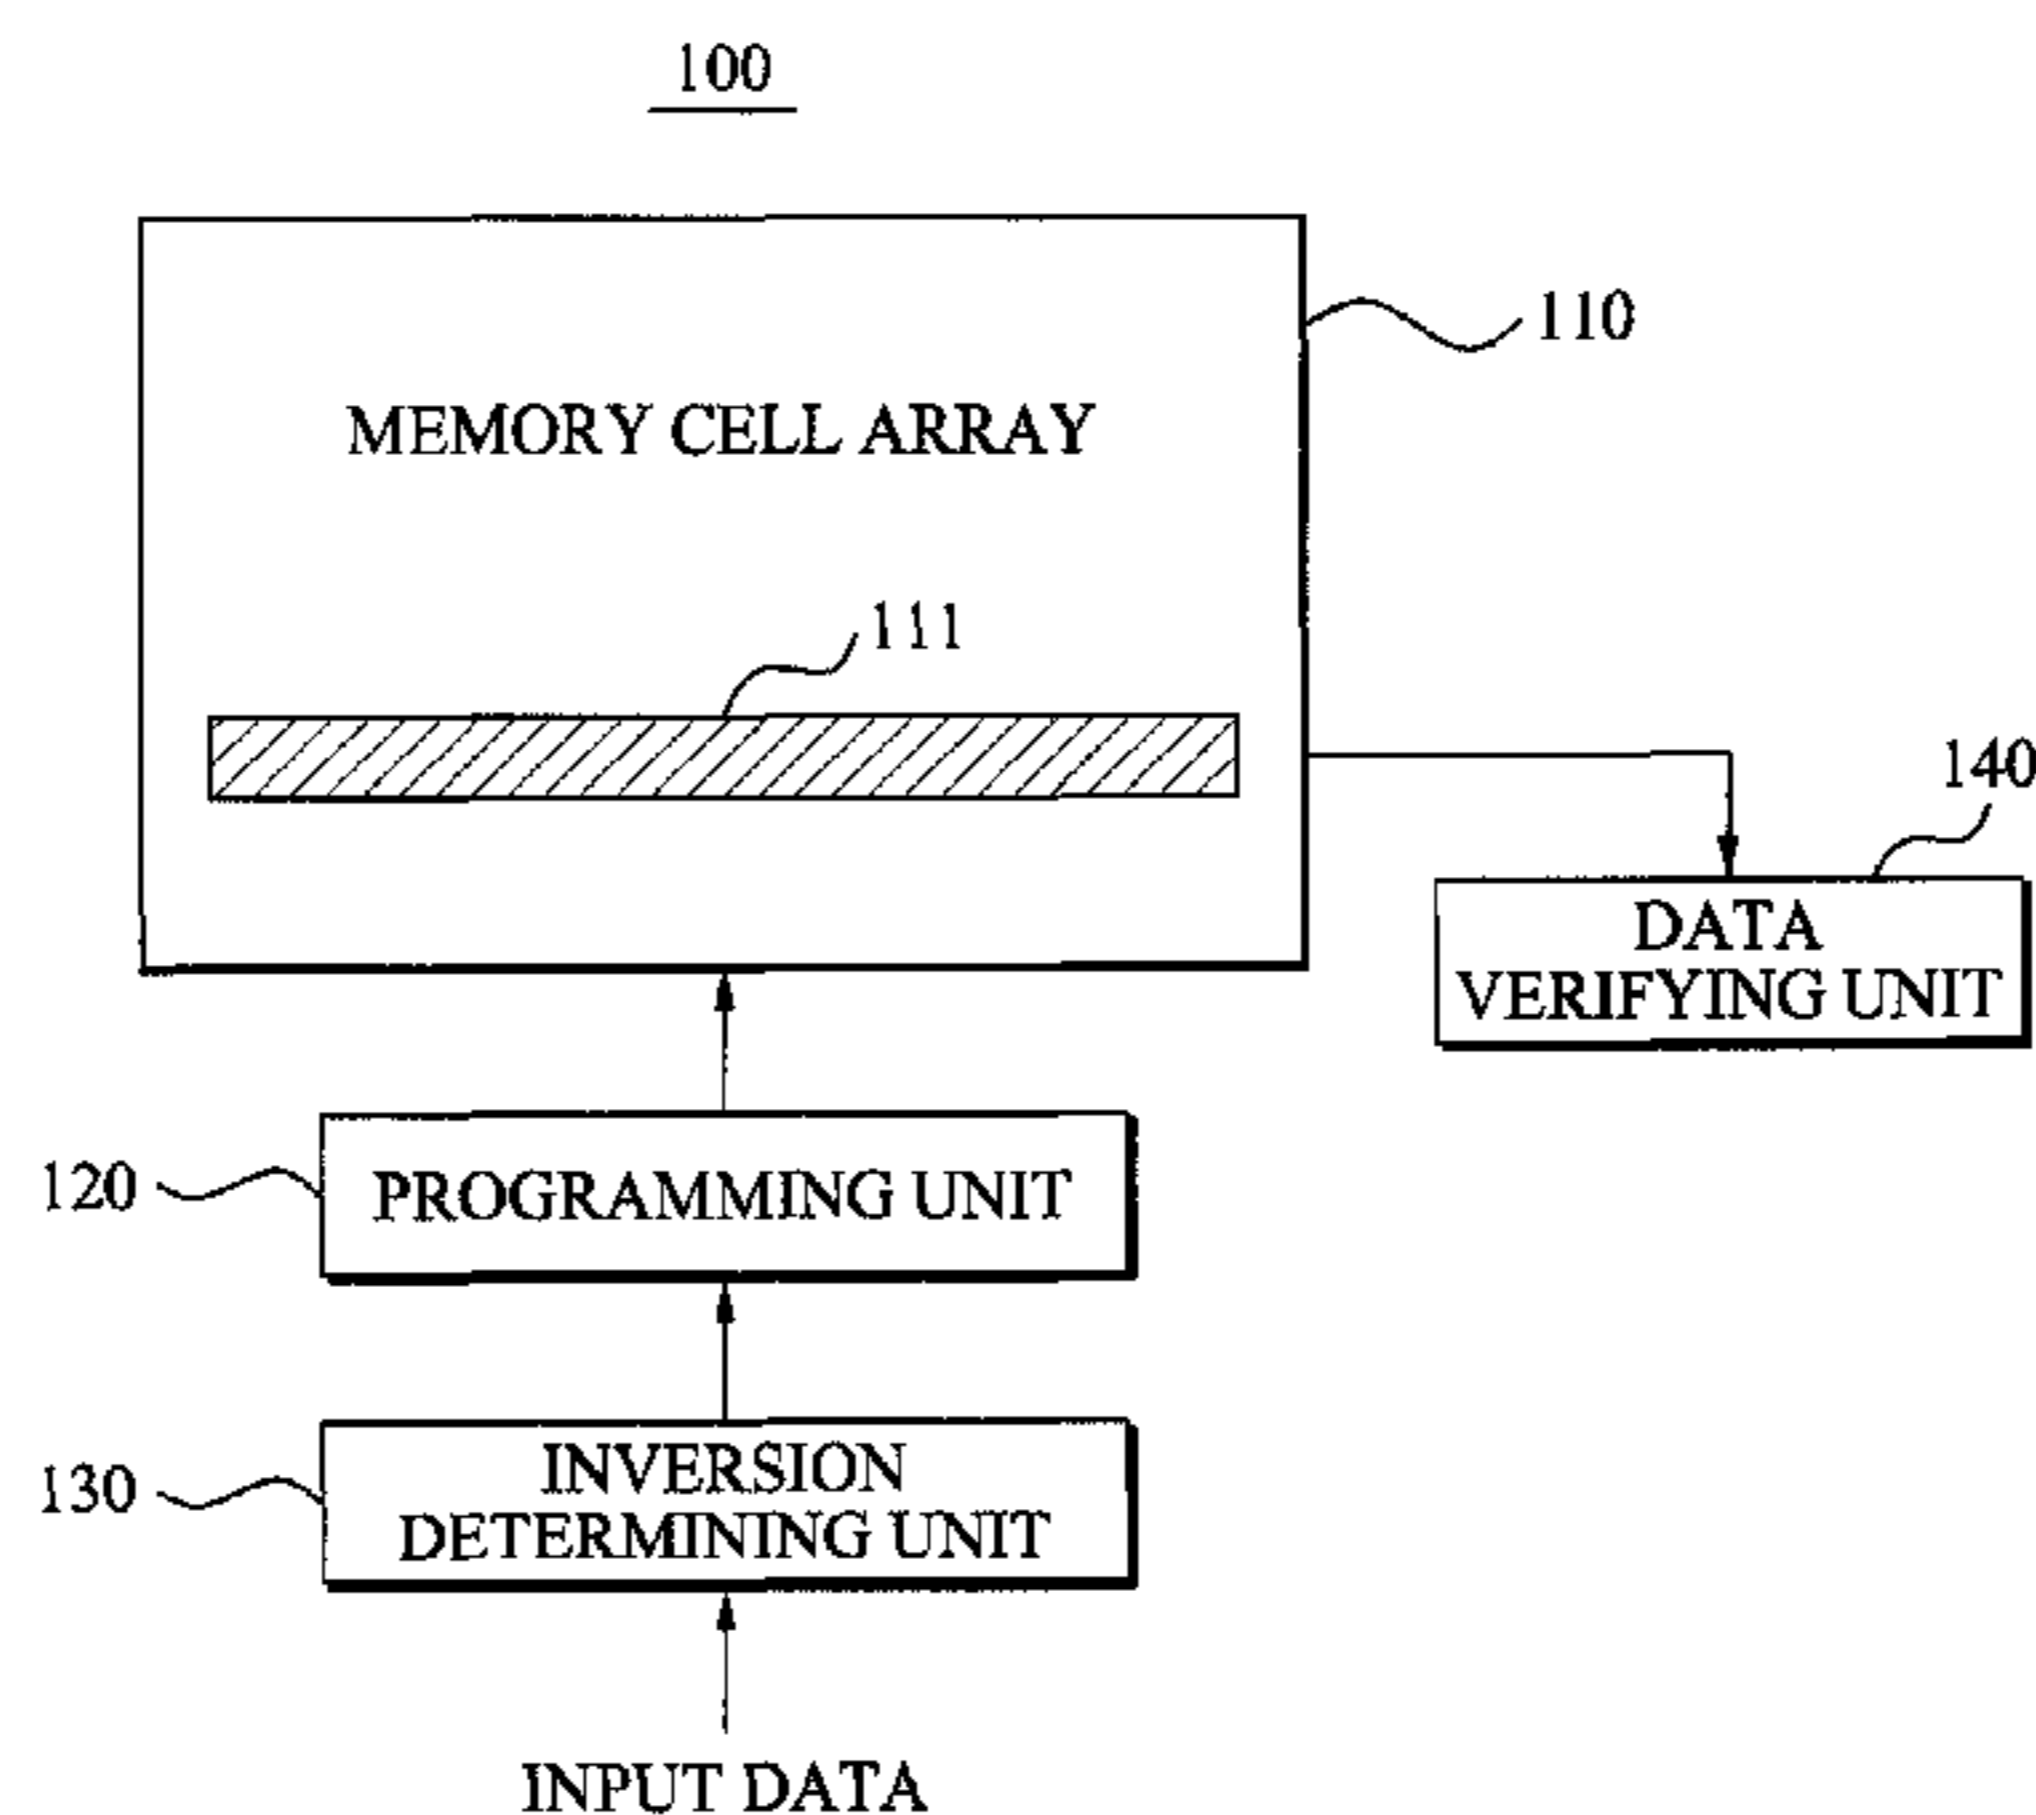 100
110
MEMORY CELL ARRAY
111
140
DATA
VERIFYING UNIT
120
PROGRAMMING UNIT
130
INVERSION
DETERMINING UNIT
INPUT DATA